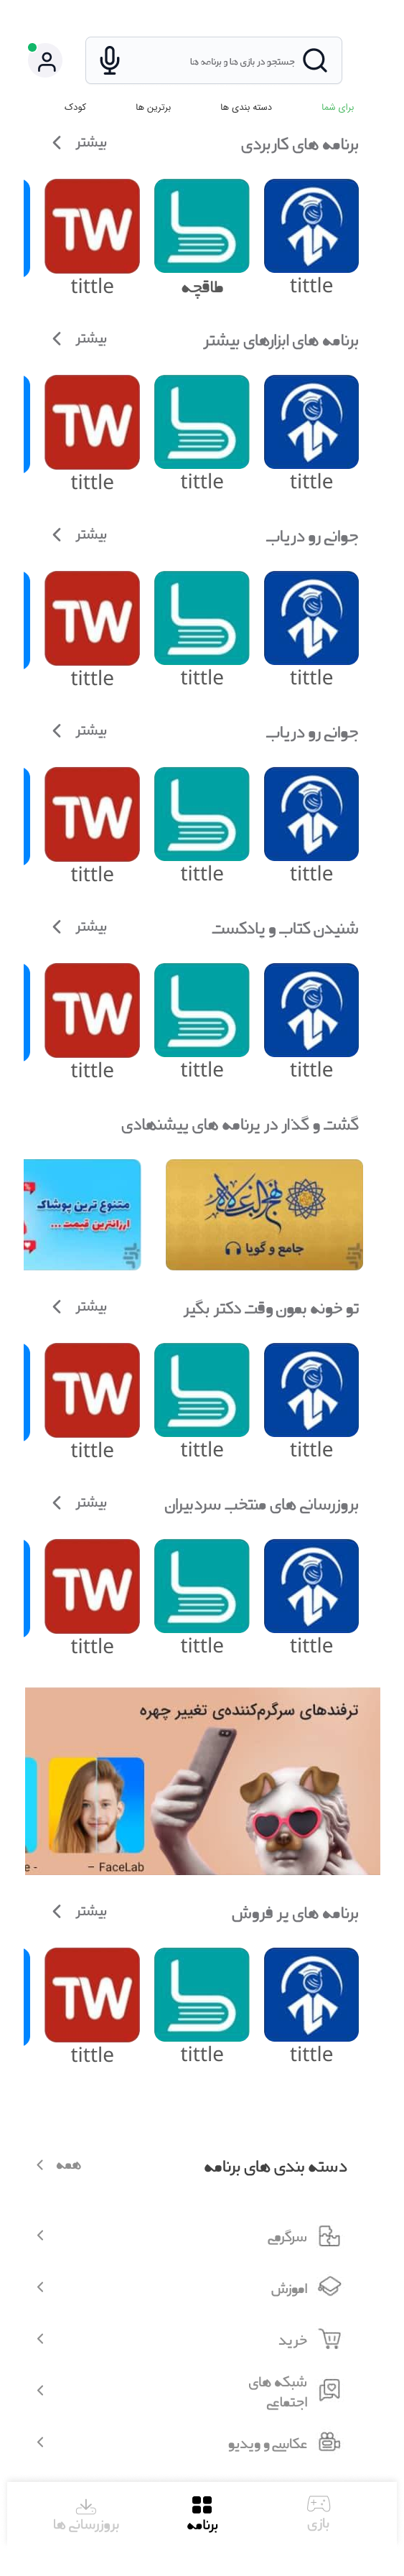 جستجو در بازی ها و برنامه ها
برای شما
دسته بندی ها
برترین ها
کودک
برنامه های کاربردی
بیشتر
tittle
طاقچه
TW
tittle
برنامه های ابزارهای بیشتر
بیشتر
tittle
tittle
TW
tittle
جوانی رو دریاب
بیشتر
tittle
tittle
TW
tittle
جوانی رو دریاب
بیشتر
tittle
tittle
TW
tittle
شنیدن کتاب و پادکست
بیشتر
tittle
tittle
TW
tittle
گشت و گذار در برنامه های پیشنهادی
نهج البلاغه
جامع و گویا
متنوع ترین پوشاک
ارزانترین قیمت ...
تو خونه بمون وقت دکتر بگیر
بیشتر
tittle
tittle
TW
tittle
بروزرسانی های منتخب سردبیران
بیشتر
tittle
tittle
TW
tittle
ترفندهای سرگرم‌کننده‌ی تغییر چهره
– FaceLab
e -
برنامه های پر فروش
بیشتر
tittle
tittle
TW
tittle
دسته بندی های برنامه
همه
سرگرمی
اموزش
خرید
شبکه های
اجتماعی
عکاسی و ویدیو
بازی
برنامه
بروزرسانی ها